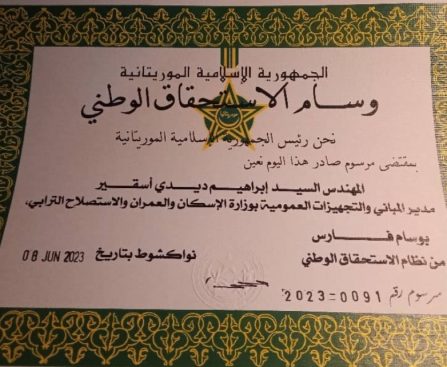 الجمهورية الإسلامية الموريتانية
وسام الاستحقاق الوطني
نحن رئيس الجمهورية الإسلامية الموريتانية
بمقتضى مرسوم صادر هذا اليوم نعين
المهندس السيد إبراهيم ديدي أسقير
مدير المباني والتجهيزات العمومية بوزارة الإسكان والعمران والاستصلاح الترابي،
بوسام فارس
من نظام الاستحقاق الوطني
نواكشوط بتاريخ 08 JUN 2023
مرسوم رقم 0091-2023